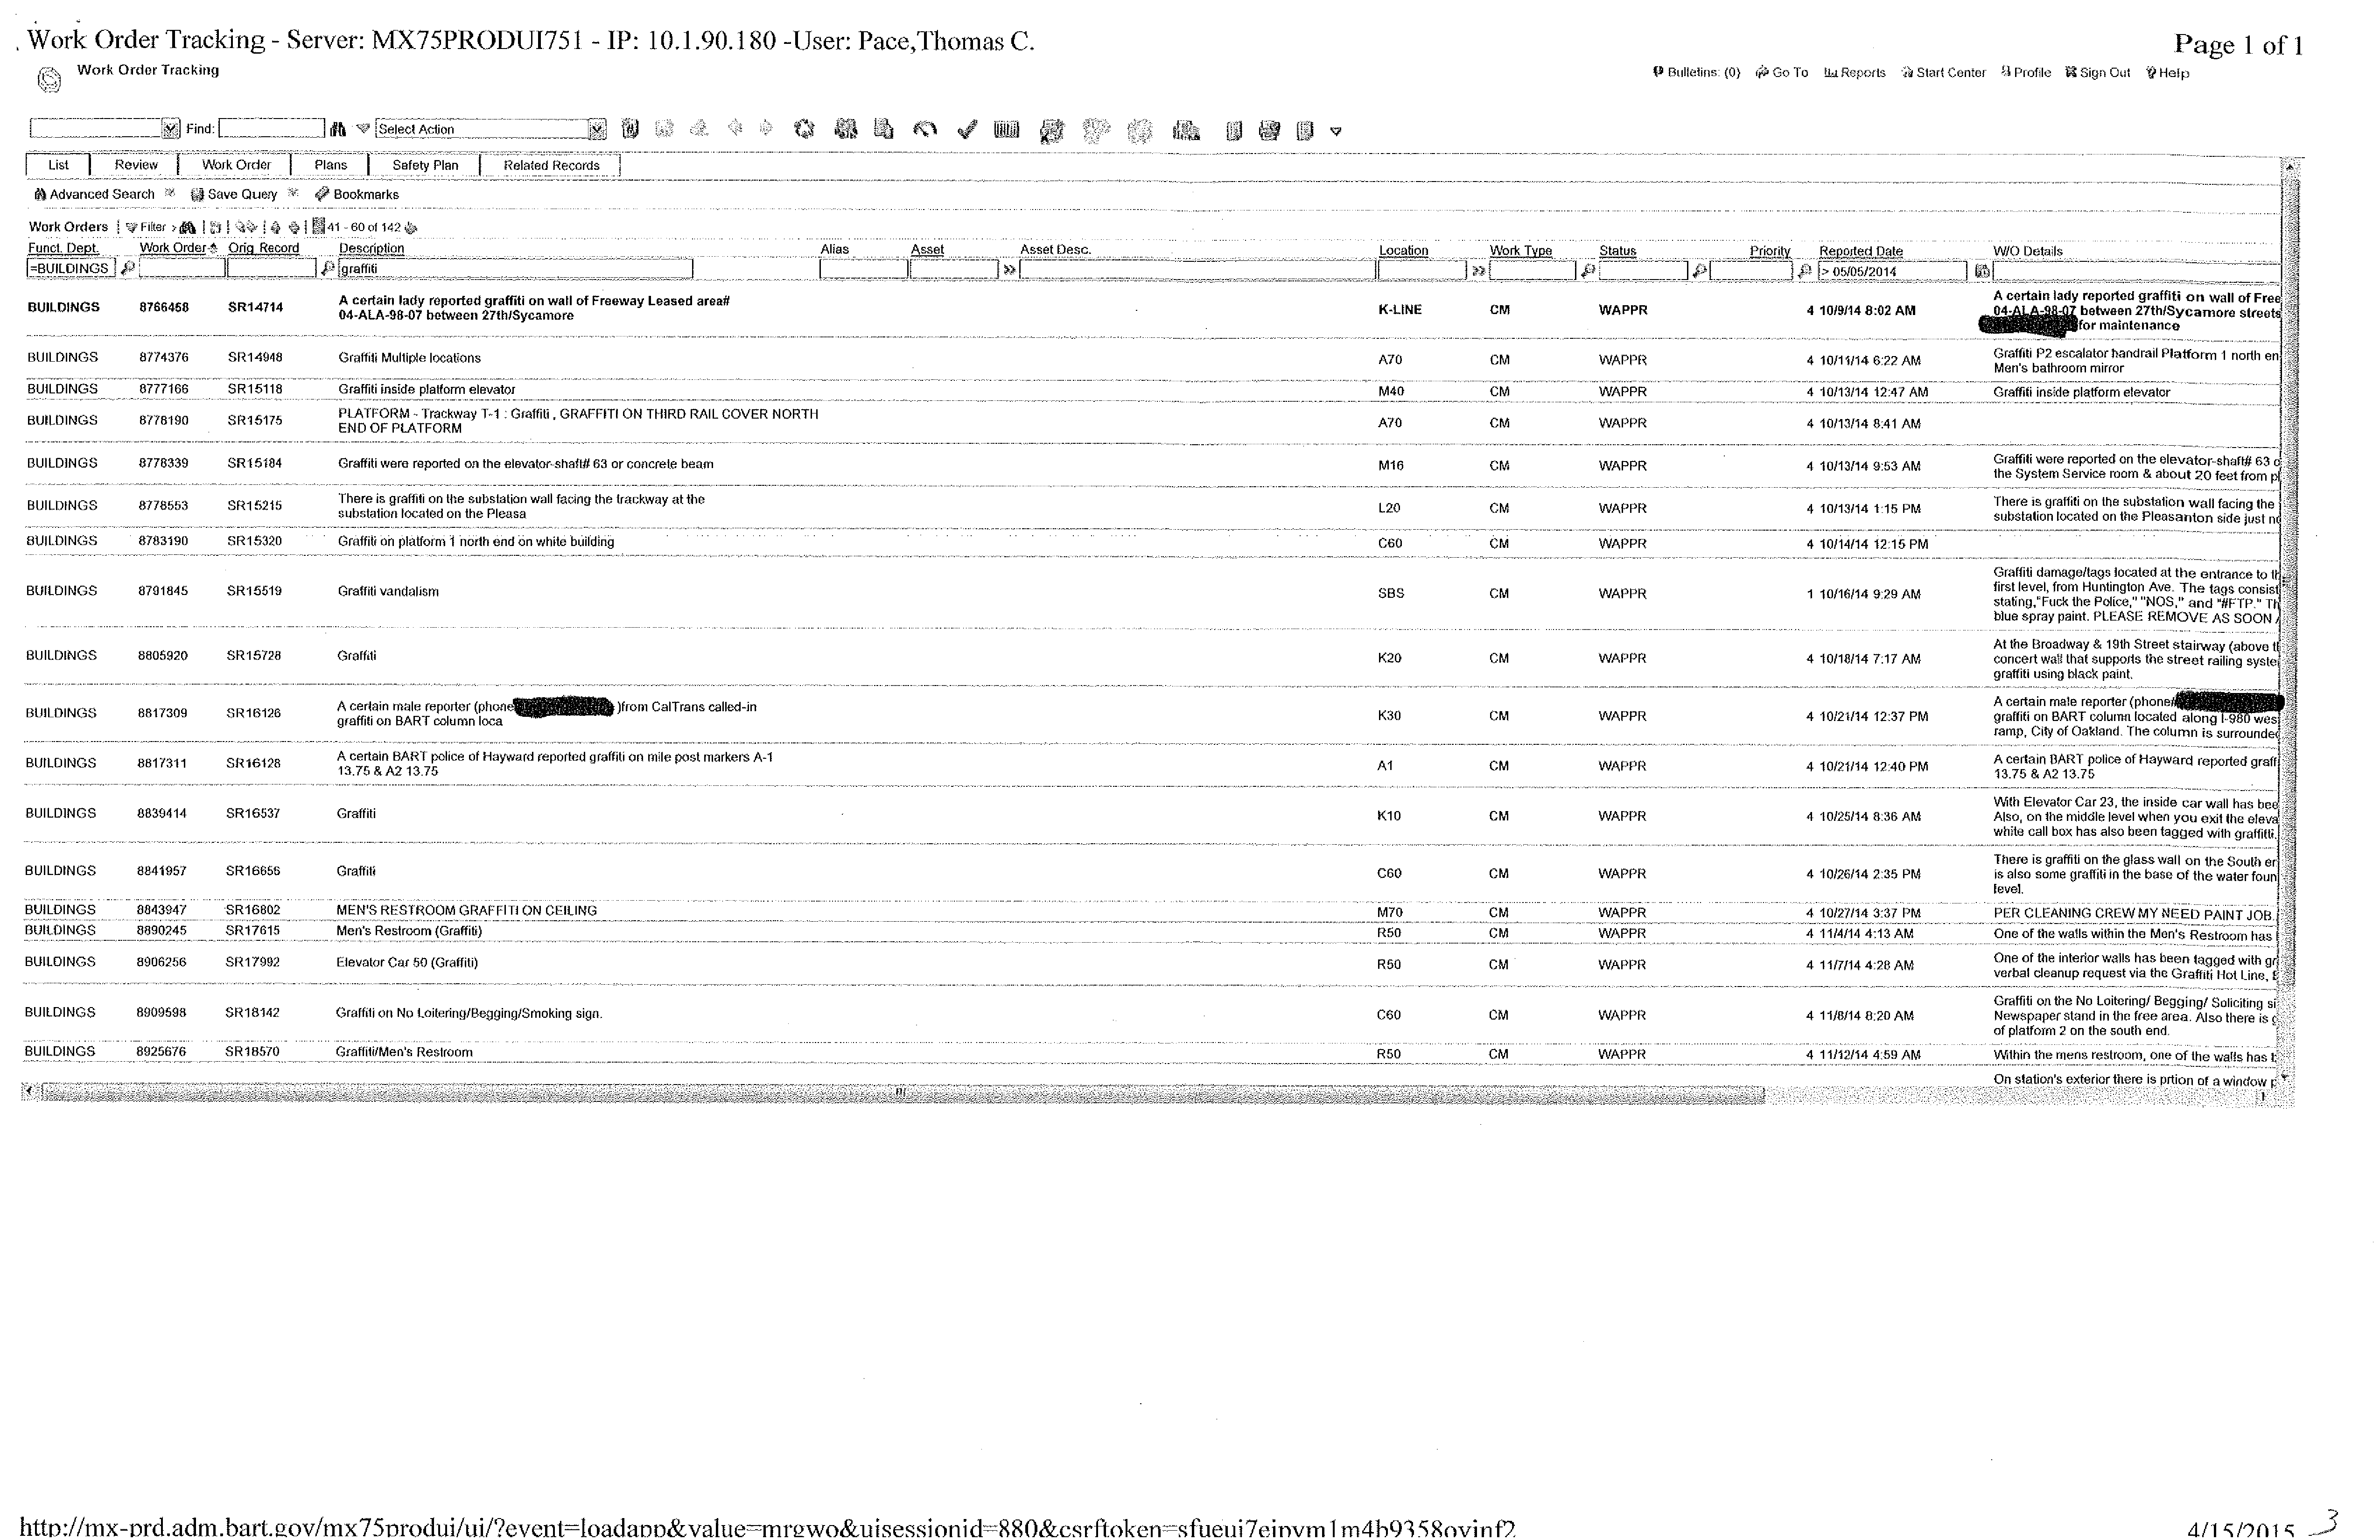 Work Order Tracking - Server: MX75PRODUI751 - IP: 10.1.90.180 -User: Pace,Thomas C.
Page 1 of 1
Work Order Tracking
Bulletins: (0) Go To Reports Start Center Profile Sign Out Help
Find: Select Action
List Review Work Order Plans Safety Plan Related Records
Advanced Search Save Query Bookmarks
Work Orders Filter 41 - 60 of 142
Funct. Dept. Work Order Orig Record Description Alias Asset Asset Desc. Location Work Type Status Priority Reported Date W/O Details
=BUILDINGS graffiti > 05/05/2014
BUILDINGS 8766458 SR14714 A certain lady reported graffiti on wall of Freeway Leased area# K-LINE CM WAPPR 4 10/9/14 8:02 AM A certain lady reported graffiti on wall of Free
04-ALA-98-07 between 27th/Sycamore 04-ALA-98-07 between 27th/Sycamore streets
for maintenance
BUILDINGS 8774376 SR14948 Graffiti Multiple locations A70 CM WAPPR 4 10/11/14 6:22 AM Graffiti P2 escalator handrail Platform 1 north en
Men's bathroom mirror
BUILDINGS 8777166 SR15118 Graffiti inside platform elevator M40 CM WAPPR 4 10/13/14 12:47 AM Graffiti inside platform elevator
BUILDINGS 8778190 SR15175 PLATFORM - Trackway T-1 : Graffiti , GRAFFITI ON THIRD RAIL COVER NORTH A70 CM WAPPR 4 10/13/14 8:41 AM
END OF PLATFORM
BUILDINGS 8778339 SR15184 Graffiti were reported on the elevator-shaft# 63 or concrete beam M16 CM WAPPR 4 10/13/14 9:53 AM Graffiti were reported on the elevator-shaft# 63 o
the System Service room & about 20 feet from p
BUILDINGS 8778553 SR15215 There is graffiti on the substation wall facing the trackway at the L20 CM WAPPR 4 10/13/14 1:15 PM There is graffiti on the substation wall facing the
substation located on the Pleasa substation located on the Pleasanton side just n
BUILDINGS 8783190 SR15320 Graffiti on platform 1 north end on white building C60 CM WAPPR 4 10/14/14 12:15 PM
BUILDINGS 8791845 SR15519 Graffiti vandalism SBS CM WAPPR 1 10/16/14 9:29 AM Graffiti damage/tags located at the entrance to th
first level, from Huntington Ave. The tags consist
stating,"Fuck the Police," "NOS," and "#FTP." Th
blue spray paint. PLEASE REMOVE AS SOON A
BUILDINGS 8805920 SR15728 Graffiti K20 CM WAPPR 4 10/18/14 7:17 AM At the Broadway & 19th Street stairway (above t
concert wall that supports the street railing syste
graffiti using black paint.
BUILDINGS 8817309 SR16126 A certain male reporter (phone )from CalTrans called-in K30 CM WAPPR 4 10/21/14 12:37 PM A certain male reporter (phone#
graffiti on BART column loca graffiti on BART column located along I-980 wes
ramp, City of Oakland. The column is surrounde
BUILDINGS 8817311 SR16128 A certain BART police of Hayward reported graffiti on mile post markers A-1 A1 CM WAPPR 4 10/21/14 12:40 PM A certain BART police of Hayward reported graff
13.75 & A2 13.75 13.75 & A2 13.75
BUILDINGS 8839414 SR16537 Graffiti K10 CM WAPPR 4 10/25/14 8:36 AM With Elevator Car 23, the inside car wall has bee
Also, on the middle level when you exit the eleva
white call box has also been tagged with graffitti.
BUILDINGS 8841957 SR16656 Graffiti C60 CM WAPPR 4 10/26/14 2:35 PM There is graffiti on the glass wall on the South er
is also some graffiti in the base of the water foun
level.
BUILDINGS 8843947 SR16802 MEN'S RESTROOM GRAFFITI ON CEILING M70 CM WAPPR 4 10/27/14 3:37 PM PER CLEANING CREW MY NEED PAINT JOB.
BUILDINGS 8890245 SR17615 Men's Restroom (Graffiti) R50 CM WAPPR 4 11/4/14 4:13 AM One of the walls within the Men's Restroom has
BUILDINGS 8906256 SR17992 Elevator Car 50 (Graffiti) R50 CM WAPPR 4 11/7/14 4:28 AM One of the interior walls has been tagged with gr
verbal cleanup request via the Graffiti Hot Line,
BUILDINGS 8909598 SR18142 Graffiti on No Loitering/Begging/Smoking sign. C60 CM WAPPR 4 11/8/14 8:20 AM Graffiti on the No Loitering/ Begging/ Soliciting si
Newspaper stand in the free area. Also there is
of platform 2 on the south end.
BUILDINGS 8925676 SR18570 Graffiti/Men's Restroom R50 CM WAPPR 4 11/12/14 4:59 AM Within the mens restroom, one of the walls has
On station's exterior there is prtion of a window p
http://mx-prd.adm.bart.gov/mx75produi/ui/?event=loadapp&value=mrgwo&uisessionid=880&csrftoken=sfueui7einvm1m4b9358ovinf2
4/15/2015 3